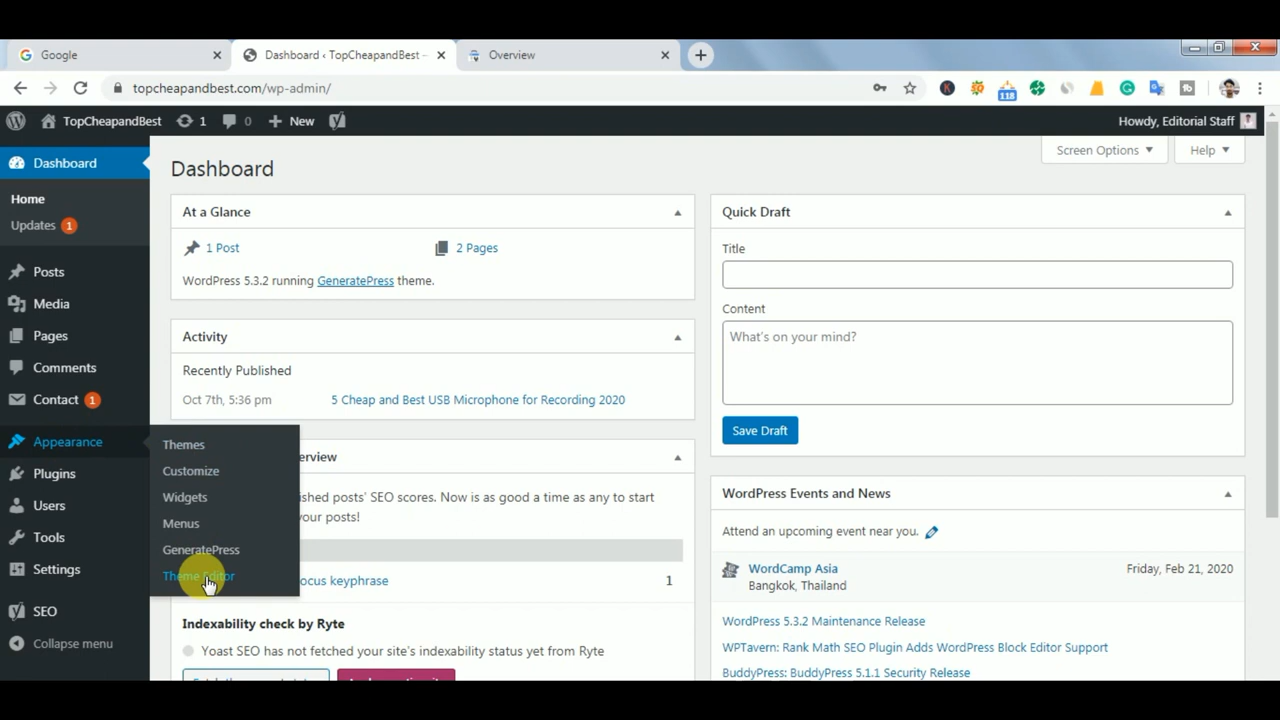 Google
Dashboard ‹ TopCheapandBest –
Overview
topcheapandbest.com/wp-admin/
118
TopCheapandBest
1
0
New
Howdy, Editorial Staff
Dashboard
Home
Updates 1
Posts
Media
Pages
Comments
Contact 1
Appearance
Plugins
Users
Tools
Settings
SEO
Collapse menu
Themes
Customize
Widgets
Menus
GeneratePress
Theme Editor
Screen Options
Help
Dashboard
At a Glance
1 Post
2 Pages
WordPress 5.3.2 running GeneratePress theme.
Activity
Recently Published
Oct 7th, 5:36 pm
5 Cheap and Best USB Microphone for Recording 2020
erview
ished posts' SEO scores. Now is as good a time as any to start
your posts!
ocus keyphrase
1
Indexability check by Ryte
Yoast SEO has not fetched your site's indexability status yet from Ryte
Quick Draft
Title
Content
What's on your mind?
Save Draft
WordPress Events and News
Attend an upcoming event near you.
WordCamp Asia
Friday, Feb 21, 2020
Bangkok, Thailand
WordPress 5.3.2 Maintenance Release
WPTavern: Rank Math SEO Plugin Adds WordPress Block Editor Support
BuddyPress: BuddyPress 5.1.1 Security Release